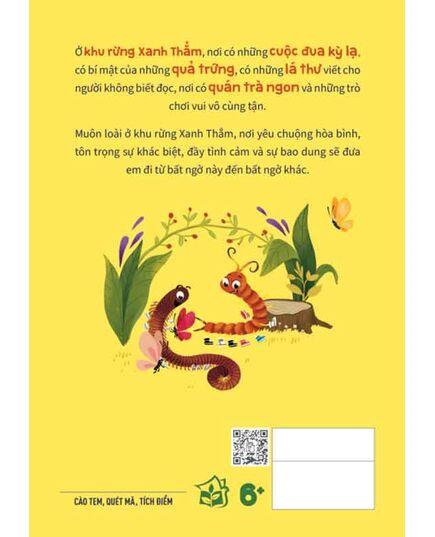 Ở khu rừng Xanh Thẳm, nơi có những cuộc đua kỳ lạ,
có bí mật của những quả trứng, có những lá thư viết cho
người không biết đọc, nơi có quán trà ngon và những trò
chơi vui vô cùng tận.
Muôn loài ở khu rừng Xanh Thẳm, nơi yêu chuộng hòa bình,
tôn trọng sự khác biệt, đầy tình cảm và sự bao dung sẽ đưa
em đi từ bất ngờ này đến bất ngờ khác.
CÀO TEM, QUÉT MÃ, TÍCH ĐIỂM
6+